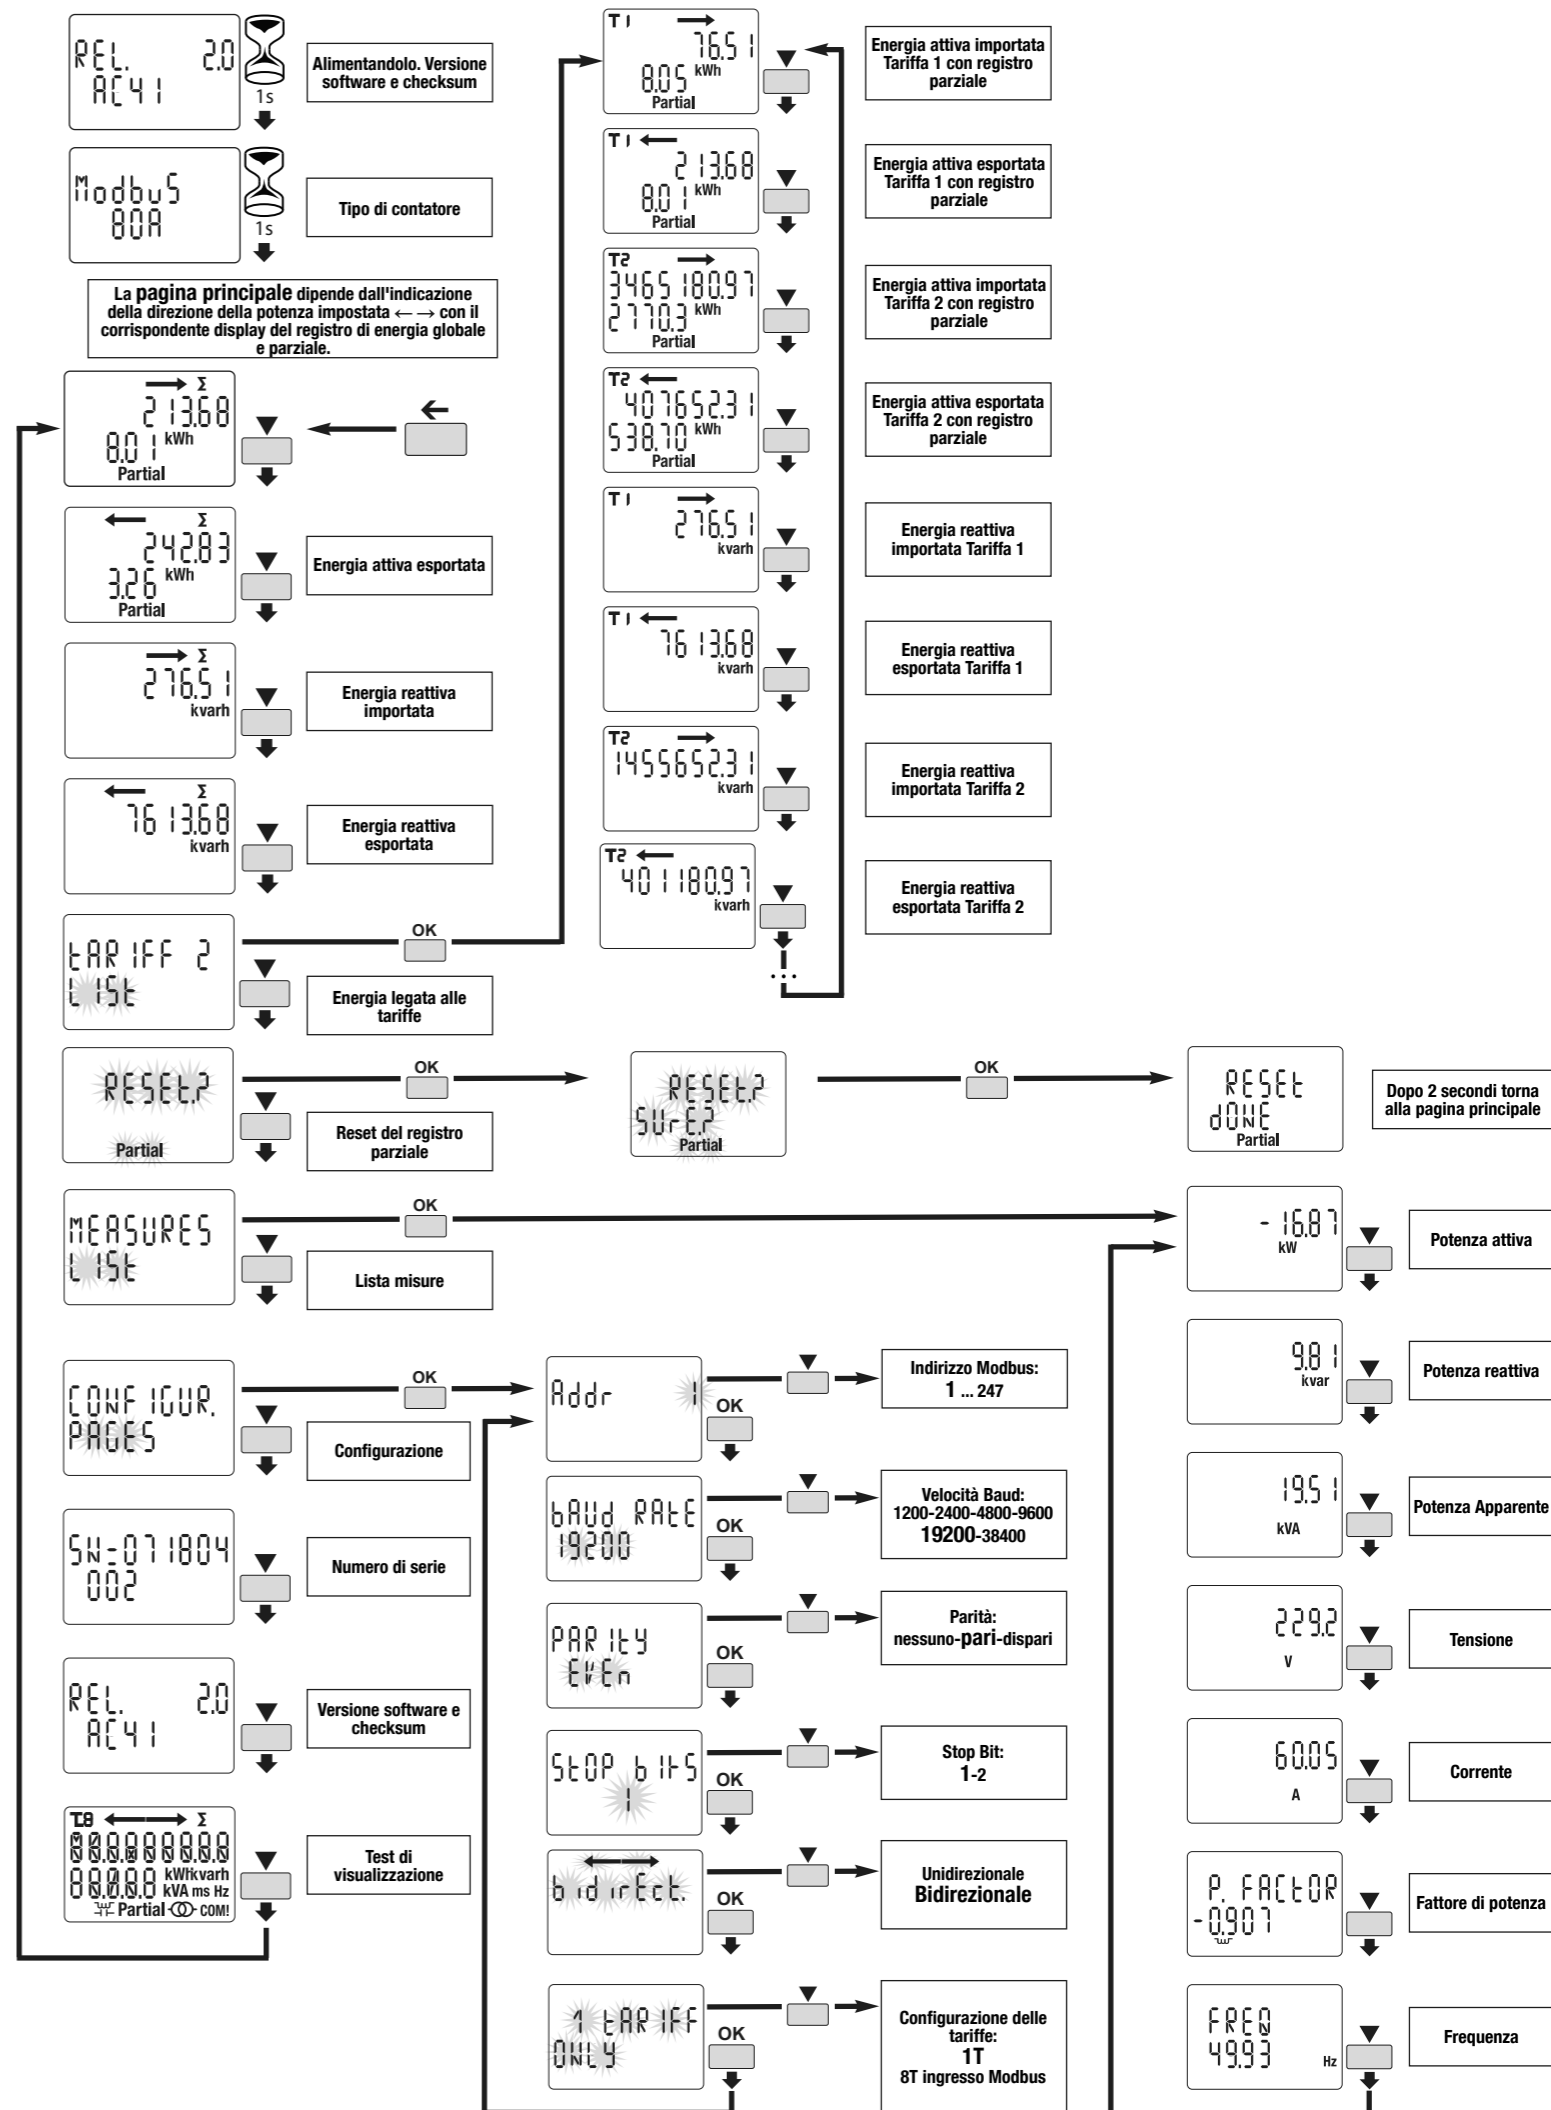 REL. 2.0
AC41
1s
Alimentandolo. Versione
software e checksum
ModbuS
80A
1s
Tipo di contatore
La pagina principale dipende dall'indicazione
della direzione della potenza impostata ←→ con il
corrispondente display del registro di energia globale
e parziale.
→ Σ
213.68
8.01 kWh
Partial
←
← Σ
242.83
3.26 kWh
Partial
Energia attiva esportata
→ Σ
276.51
kvarh
Energia reattiva
importata
← Σ
7613.68
kvarh
Energia reattiva
esportata
tARIFF 2
LISt
OK
Energia legata alle
tariffe
T1 →
76.51
8.05 kWh
Partial
Energia attiva importata
Tariffa 1 con registro
parziale
T1 ←
213.68
8.01 kWh
Partial
Energia attiva esportata
Tariffa 1 con registro
parziale
T2 →
3465180.97
2770.3 kWh
Partial
Energia attiva importata
Tariffa 2 con registro
parziale
T2 ←
407652.31
538.70 kWh
Partial
Energia attiva esportata
Tariffa 2 con registro
parziale
T1 →
276.51
kvarh
Energia reattiva
importata Tariffa 1
T1 ←
7613.68
kvarh
Energia reattiva
esportata Tariffa 1
T2 →
1455652.31
kvarh
Energia reattiva
importata Tariffa 2
T2 ←
401180.97
kvarh
Energia reattiva
esportata Tariffa 2
...
RESEt.?
Partial
OK
Reset del registro
parziale
RESEt.?
SUrE.?
Partial
OK
RESEt
dONE
Partial
Dopo 2 secondi torna
alla pagina principale
MEASURES
LISt
OK
Lista misure
-16.87
kW
Potenza attiva
9.81
kvar
Potenza reattiva
19.51
kVA
Potenza Apparente
229.2
V
Tensione
60.05
A
Corrente
P. FACtOR
-0.907
Fattore di potenza
FREQ
49.93 Hz
Frequenza
CONFIGUR.
PAGES
OK
Configurazione
Addr 1
OK
Indirizzo Modbus:
1 ... 247
bAUd RAtE
19200
OK
Velocità Baud:
1200-2400-4800-9600
19200-38400
PARIty
EVEn
OK
Parità:
nessuno-pari-dispari
StOP bItS
1
OK
Stop Bit:
1-2
bidirEct.
OK
Unidirezionale
Bidirezionale
1 tARIFF
ONLY
OK
Configurazione delle
tariffe:
1T
8T ingresso Modbus
SN=071804
002
Numero di serie
REL. 2.0
AC41
Versione software e
checksum
T.8 ←→ Σ
kWhkvarh
kVA ms Hz
Partial COM!
Test di
visualizzazione